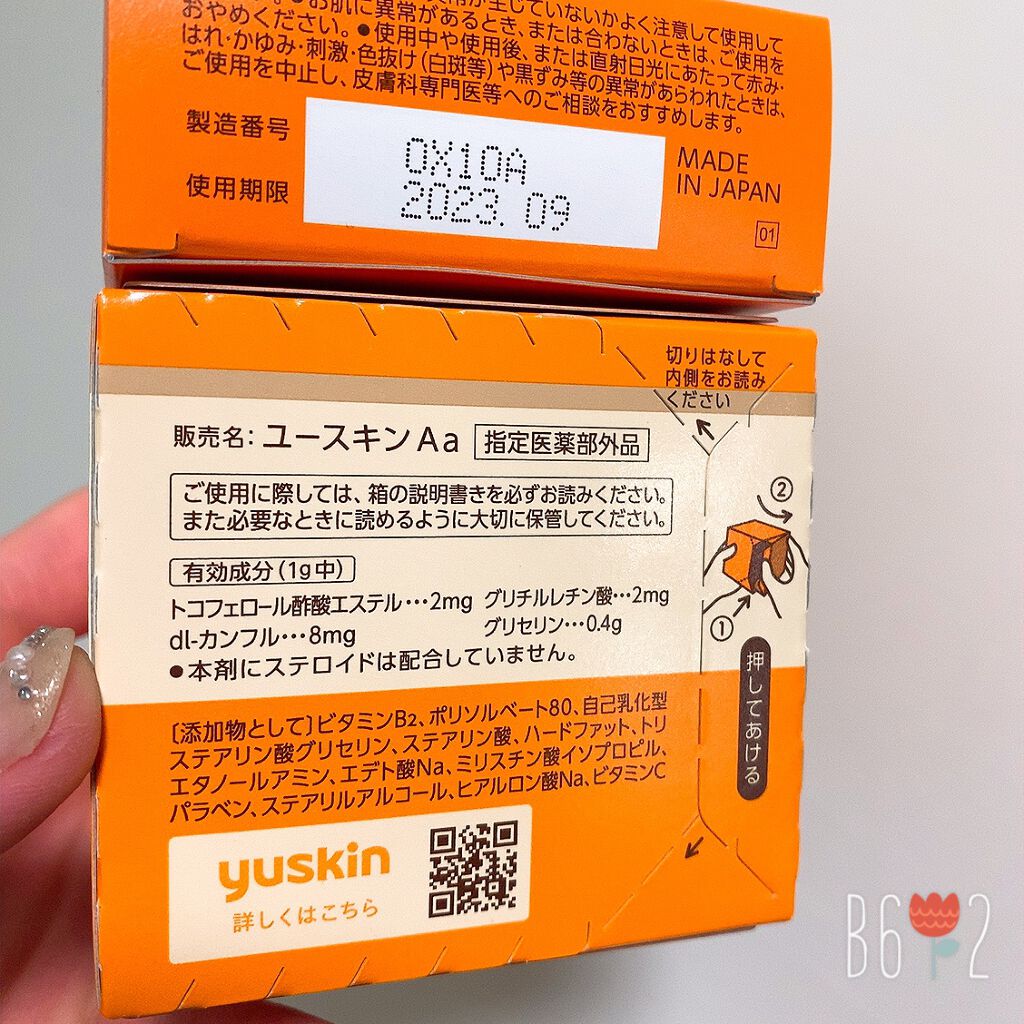 生じていないかよく注意して使用して
お肌に異常があるとき、または合わないときは、ご使用を
おやめください。●使用中や使用後、または直射日光にあたって赤み・
はれ・かゆみ・刺激・色抜け(白斑等)や黒ずみ等の異常があらわれたときは、
ご使用を中止し、皮膚科専門医等へのご相談をおすすめします。
製造番号
0X10A
使用期限
2023.09
MADE
IN JAPAN
01
切りはなして
内側をお読み
ください
販売名：ユースキンAa 指定医薬部外品
ご使用に際しては、箱の説明書きを必ずお読みください。
また必要なときに読めるように大切に保管してください。
有効成分(1g中)
トコフェロール酢酸エステル…2mg グリチルレチン酸…2mg
dl-カンフル…8mg グリセリン…0.4g
●本剤にステロイドは配合していません。
②
①
押してあける
〔添加物として〕ビタミンB2、ポリソルベート80、自己乳化型
ステアリン酸グリセリン、ステアリン酸、ハードファット、トリ
エタノールアミン、エデト酸Na、ミリスチン酸イソプロピル、
パラベン、ステアリルアルコール、ヒアルロン酸Na、ビタミンC
yuskin
詳しくはこちら
B6 2